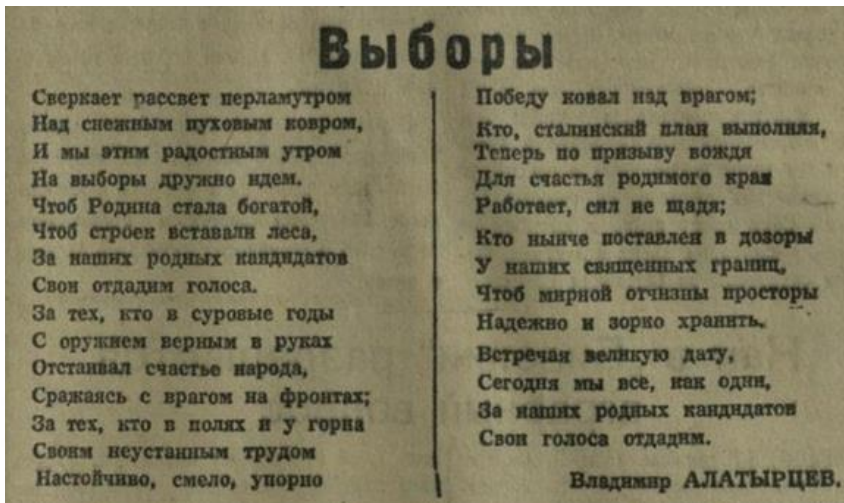 Выборы
Сверкает рассвет перламутром
Над снежным пуховым ковром,
И мы этим радостным утром
На выборы дружно идем.
Чтоб Родина стала богатой,
Чтоб строек вставали леса,
За наших родных кандидатов
Свои отдадим голоса.
За тех, кто в суровые годы
С оружием верным в руках
Отстаивал счастье народа,
Сражаясь с врагом на фронтах;
За тех, кто в полях и у горна
Своим неустанным трудом
Настойчиво, смело, упорно
Победу ковал над врагом;
Кто, сталинский план выполняя,
Теперь по призыву вождя
Для счастья родимого края
Работает, сил не щадя;
Кто нынче поставлен в дозоры
У наших священных границ,
Чтоб мирной отчизны просторы
Надежно и зорко хранить.
Встречая великую дату,
Сегодня мы все, как один,
За наших родных кандидатов
Свои голоса отдадим.
Владимир АЛАТЫРЦЕВ.